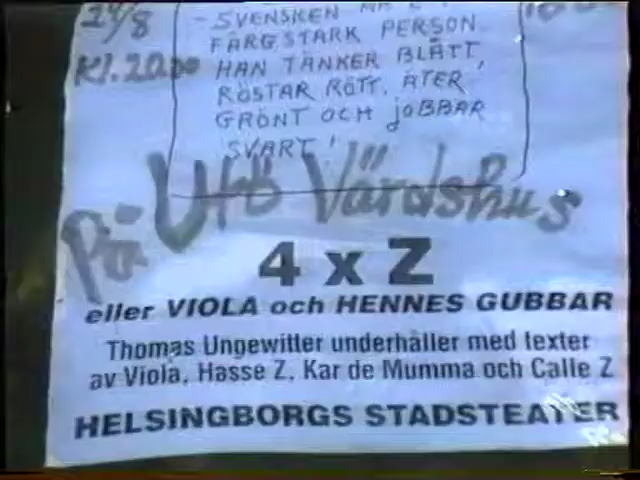 24/8
Kl. 20.00
- SVENSKEN
FÄRGSTARK PERSON.
HAN TÄNKER BLÅTT,
RÖSTAR RÖTT, ÄTER
GRÖNT OCH JOBBAR
SVART!
På Utö Värdshus
4 x Z
eller VIOLA och HENNES GUBBAR
Thomas Ungewitter underhåller med texter
av Viola, Hasse Z, Kar de Mumma och Calle Z
HELSINGBORGS STADSTEATER